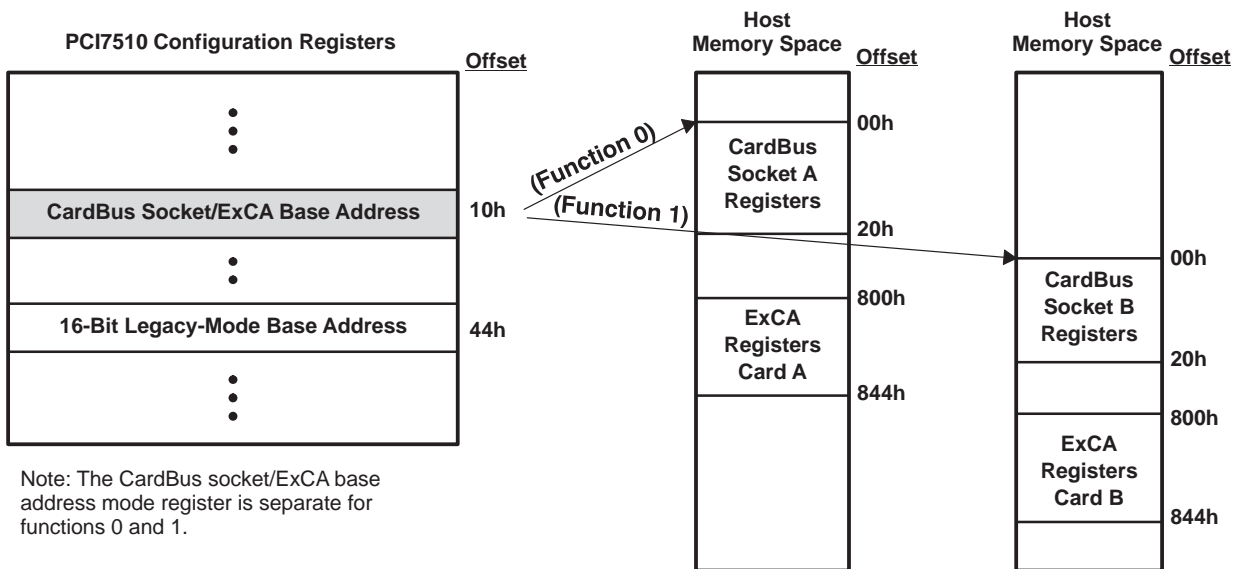 PCI7510 Configuration Registers
Offset
CardBus Socket/ExCA Base Address
10h
16-Bit Legacy-Mode Base Address
44h
Note: The CardBus socket/ExCA base
address mode register is separate for
functions 0 and 1.
(Function 0)
(Function 1)
Host
Memory Space
Offset
00h
CardBus
Socket A
Registers
20h
800h
ExCA
Registers
Card A
844h
Host
Memory Space
Offset
00h
CardBus
Socket B
Registers
20h
800h
ExCA
Registers
Card B
844h